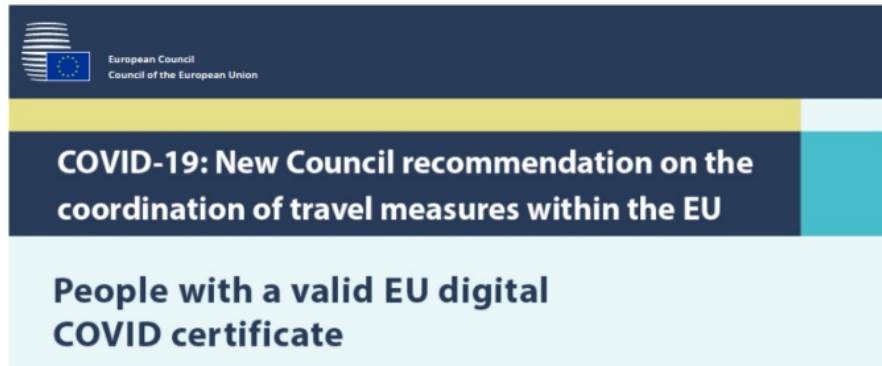 European Council
Council of the European Union
COVID-19: New Council recommendation on the
coordination of travel measures within the EU
People with a valid EU digital
COVID certificate